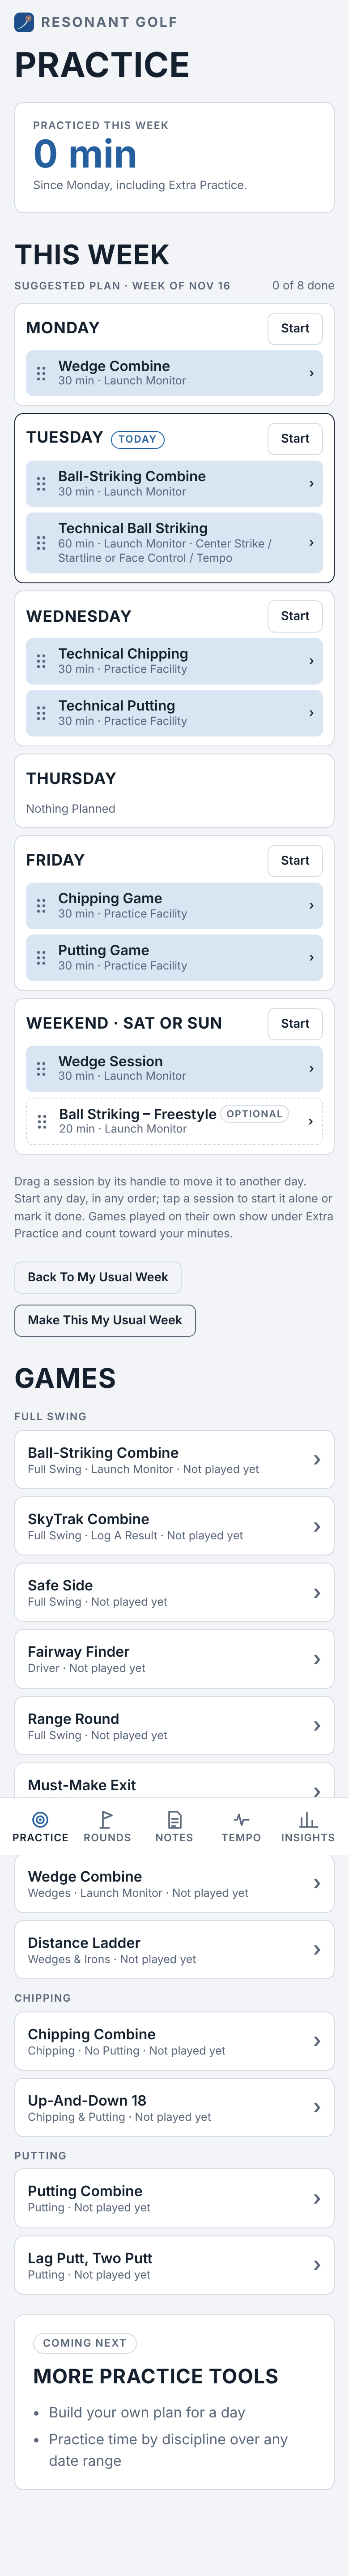 RESONANT GOLF
PRACTICE
PRACTICED THIS WEEK
0 min
Since Monday, including Extra Practice.
THIS WEEK
SUGGESTED PLAN · WEEK OF NOV 16
0 of 8 done
MONDAY
Start
Wedge Combine
30 min · Launch Monitor
TUESDAY
TODAY
Start
Ball-Striking Combine
30 min · Launch Monitor
Technical Ball Striking
60 min · Launch Monitor · Center Strike /
Startline or Face Control / Tempo
WEDNESDAY
Start
Technical Chipping
30 min · Practice Facility
Technical Putting
30 min · Practice Facility
THURSDAY
Nothing Planned
FRIDAY
Start
Chipping Game
30 min · Practice Facility
Putting Game
30 min · Practice Facility
WEEKEND · SAT OR SUN
Start
Wedge Session
30 min · Launch Monitor
Ball Striking – Freestyle
OPTIONAL
20 min · Launch Monitor
Drag a session by its handle to move it to another day.
Start any day, in any order; tap a session to start it alone or
mark it done. Games played on their own show under Extra
Practice and count toward your minutes.
Back To My Usual Week
Make This My Usual Week
GAMES
FULL SWING
Ball-Striking Combine
Full Swing · Launch Monitor · Not played yet
SkyTrak Combine
Full Swing · Log A Result · Not played yet
Safe Side
Full Swing · Not played yet
Fairway Finder
Driver · Not played yet
Range Round
Full Swing · Not played yet
Must-Make Exit
PRACTICE
ROUNDS
NOTES
TEMPO
INSIGHTS
Wedge Combine
Wedges · Launch Monitor · Not played yet
Distance Ladder
Wedges & Irons · Not played yet
CHIPPING
Chipping Combine
Chipping · No Putting · Not played yet
Up-And-Down 18
Chipping & Putting · Not played yet
PUTTING
Putting Combine
Putting · Not played yet
Lag Putt, Two Putt
Putting · Not played yet
COMING NEXT
MORE PRACTICE TOOLS
• Build your own plan for a day
• Practice time by discipline over any
date range